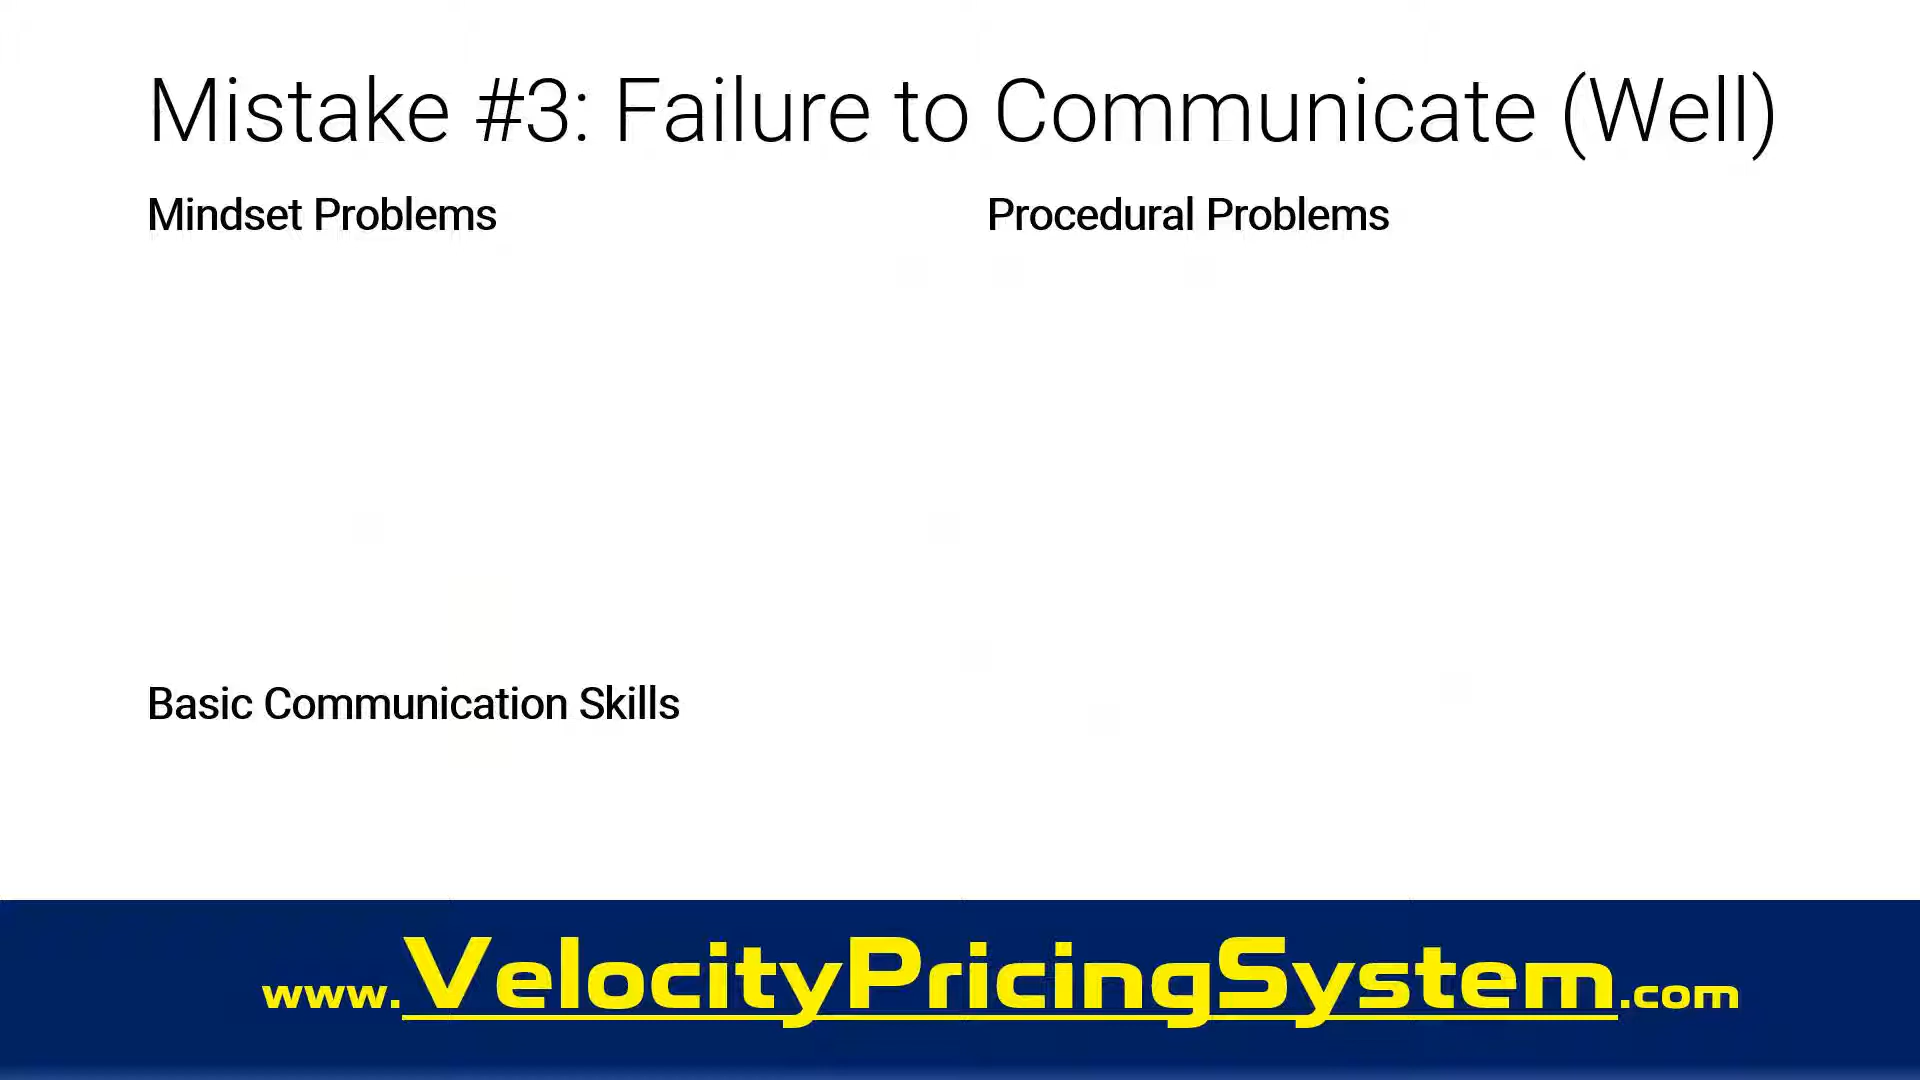 Mistake #3: Failure to Communicate (Well)
Mindset Problems
Procedural Problems
Basic Communication Skills
www.VelocityPricingSystem.com